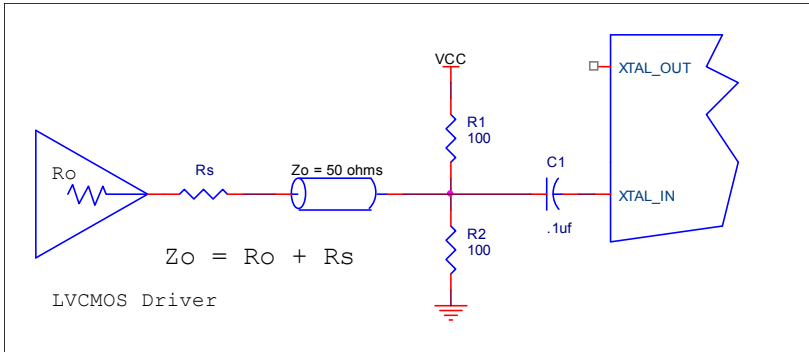 VCC
XTAL_OUT
R1
100
Ro
Rs
Zo = 50 ohms
C1
XTAL_IN
.1uf
R2
100
Zo = Ro + Rs
LVCMOS Driver